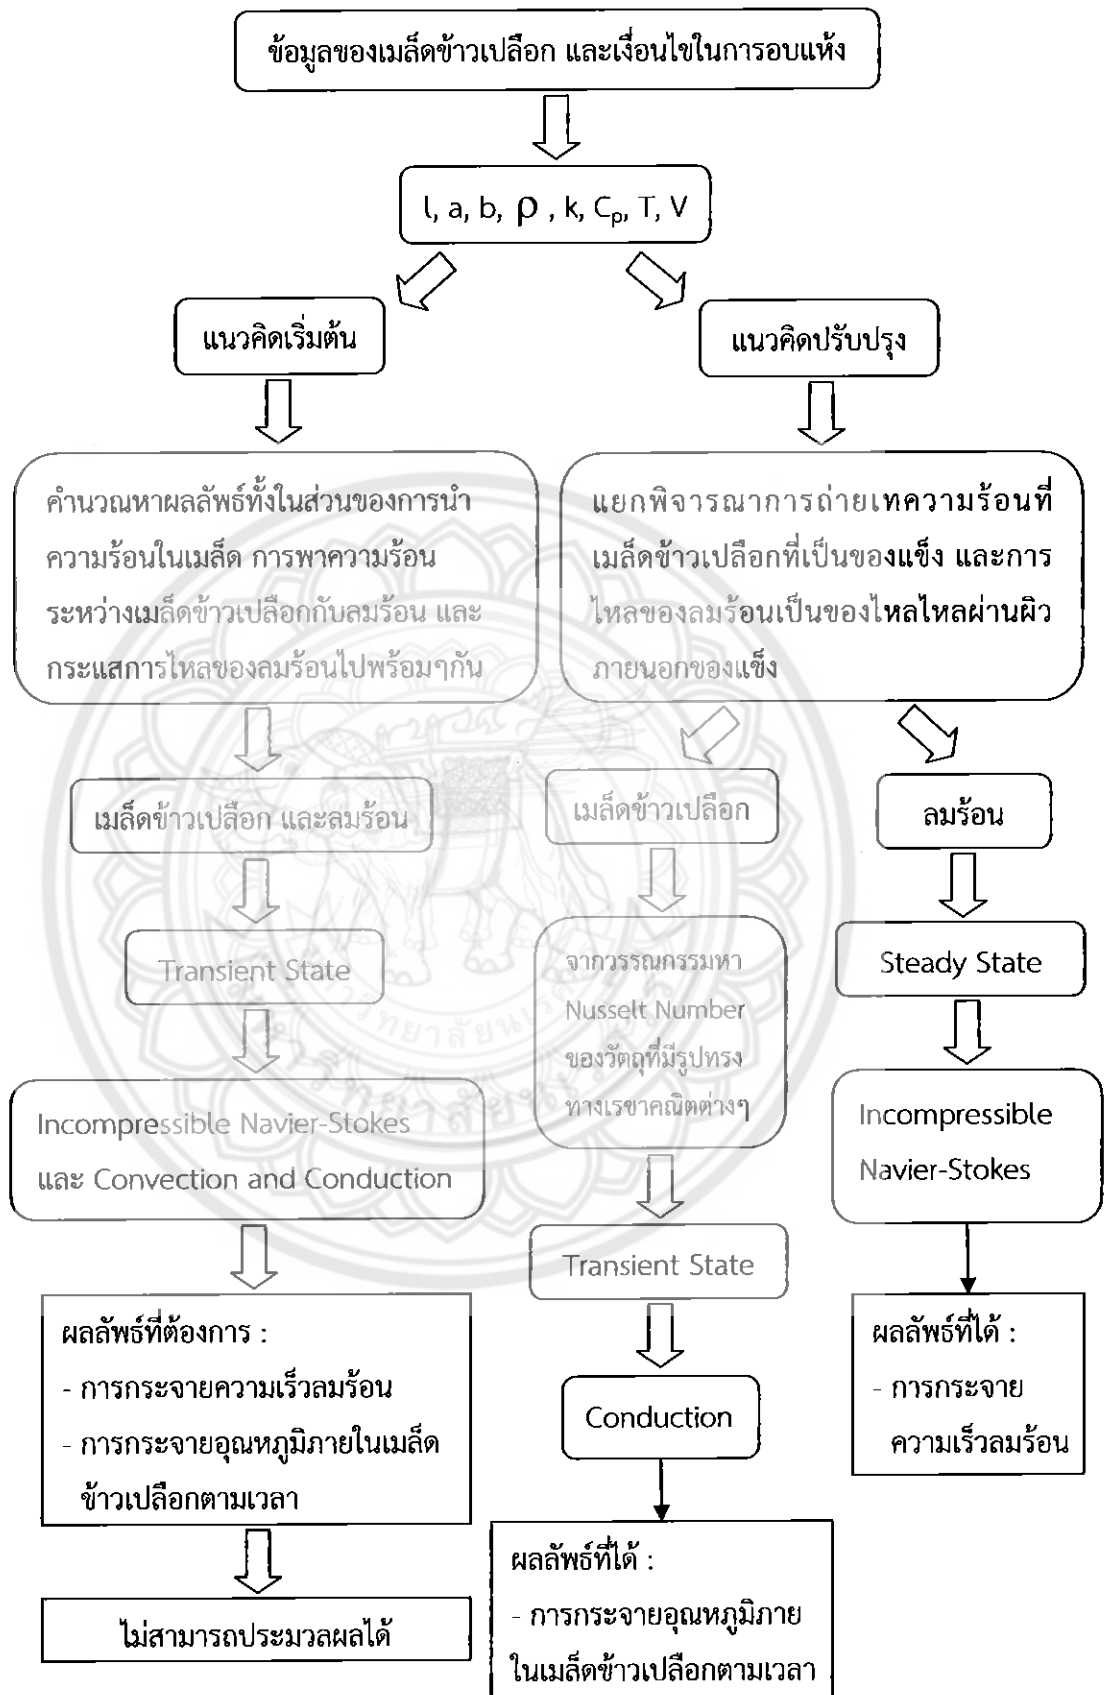 ข้อมูลของเมล็ดข้าวเปลือก และเงื่อนไขในการอบแห้ง
l, a, b, ρ , k, Cp, T, V
แนวคิดเริ่มต้น
แนวคิดปรับปรุง
คำนวณหาผลลัพธ์ทั้งในส่วนของการนำ
ความร้อนในเมล็ด การพาความร้อน
ระหว่างเมล็ดข้าวเปลือกกับลมร้อน และ
กระแสการไหลของลมร้อนไปพร้อมๆกัน
แยกพิจารณาการถ่ายเทความร้อนที่
เมล็ดข้าวเปลือกที่เป็นของแข็ง และการ
ไหลของลมร้อนเป็นของไหลไหลผ่านผิว
ภายนอกของแข็ง
เมล็ดข้าวเปลือก และลมร้อน
เมล็ดข้าวเปลือก
ลมร้อน
Transient State
จากวรรณกรรมหา
Nusselt Number
ของวัตถุที่มีรูปทรง
ทางเรขาคณิตต่างๆ
Steady State
Incompressible Navier-Stokes
และ Convection and Conduction
Incompressible
Navier-Stokes
Transient State
ผลลัพธ์ที่ต้องการ :
- การกระจายความเร็วลมร้อน
- การกระจายอุณหภูมิภายในเมล็ด
ข้าวเปลือกตามเวลา
Conduction
ผลลัพธ์ที่ได้ :
- การกระจาย
ความเร็วลมร้อน
ไม่สามารถประมวลผลได้
ผลลัพธ์ที่ได้ :
- การกระจายอุณหภูมิภาย
ในเมล็ดข้าวเปลือกตามเวลา